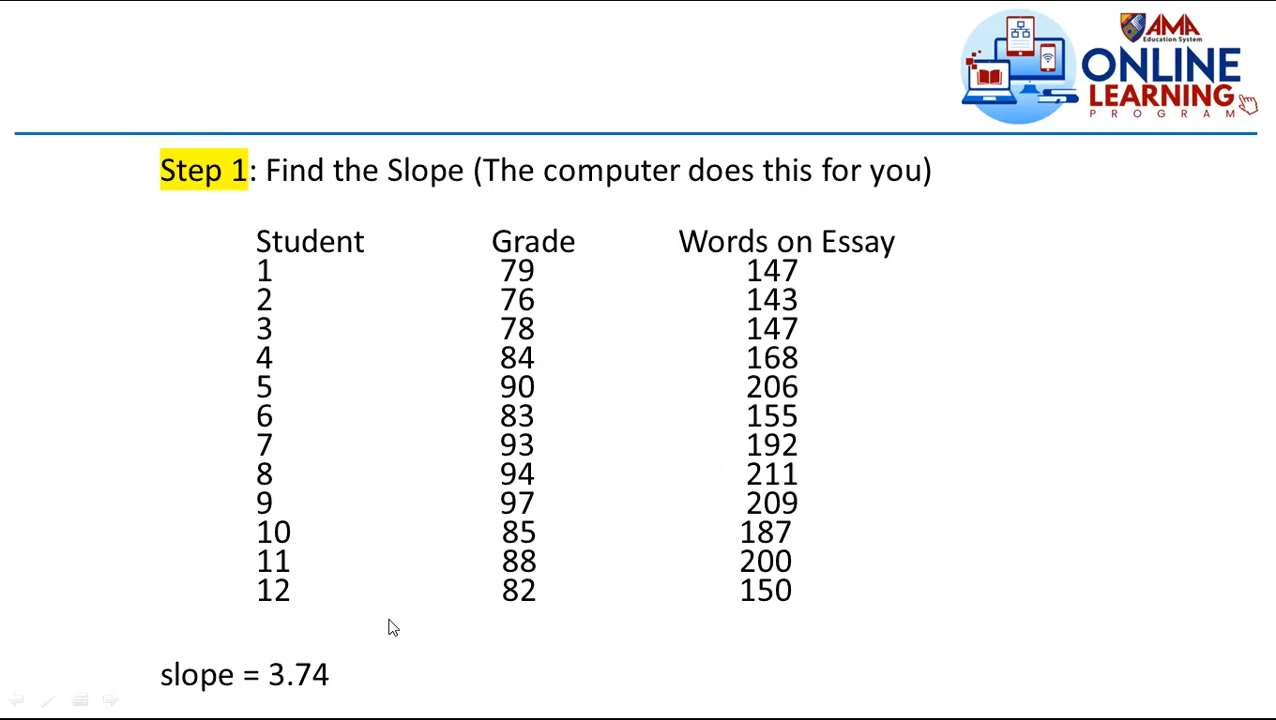 AMA
Education System
ONLINE
LEARNING
PROGRAM
Step 1: Find the Slope (The computer does this for you)
Student Grade Words on Essay
1 79 147
2 76 143
3 78 147
4 84 168
5 90 206
6 83 155
7 93 192
8 94 211
9 97 209
10 85 187
11 88 200
12 82 150
slope = 3.74